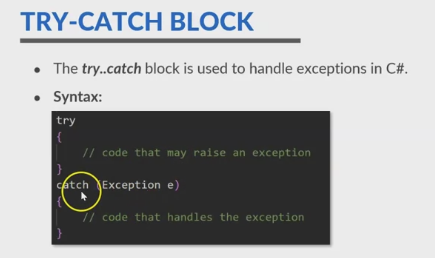 TRY-CATCH BLOCK
• The try..catch block is used to handle exceptions in C#.
• Syntax:
try
{
// code that may raise an exception
}
catch (Exception e)
{
// code that handles the exception
}